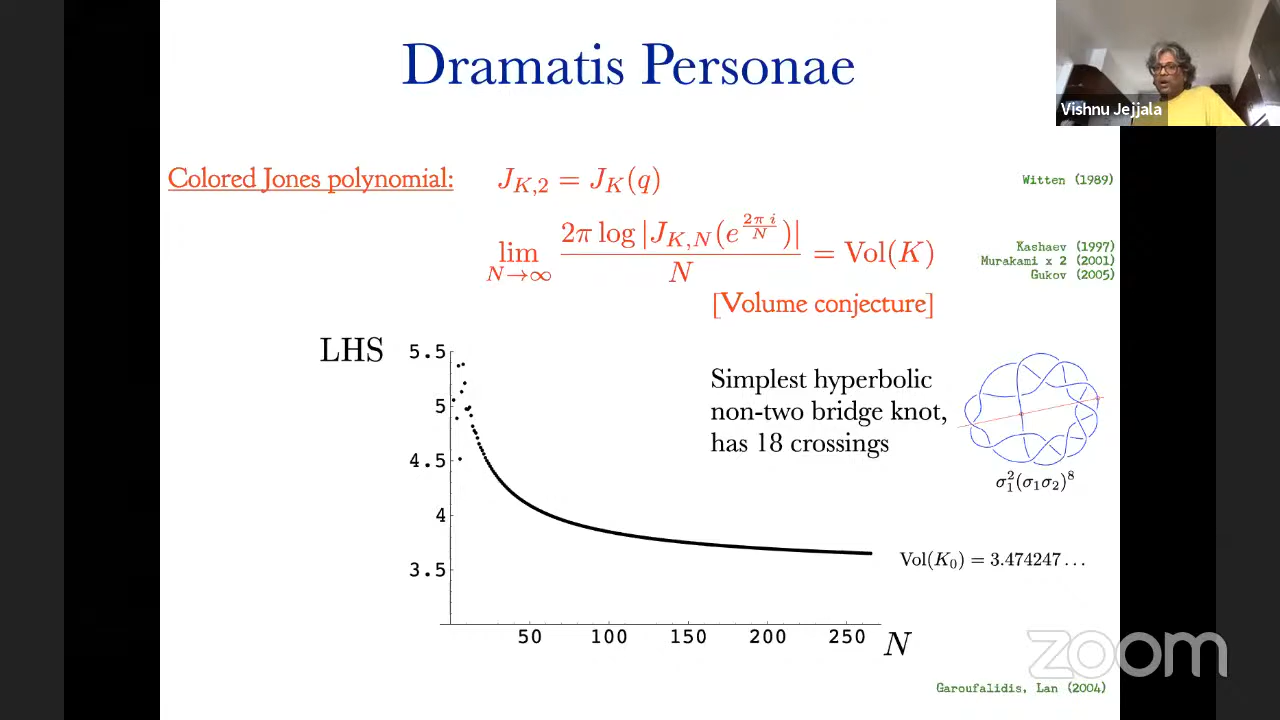 Dramatis Personae
Vishnu Jejjala
Colored Jones polynomial: J_{K,2} = J_K(q)
Witten (1989)
lim_{N→∞} \frac{2π log |J_{K,N}(e^{\frac{2π i}{N}})|}{N} = Vol(K)
Kashaev (1997)
Murakami x 2 (2001)
Gukov (2005)
[Volume conjecture]
LHS
5.5
5
4.5
4
3.5
Simplest hyperbolic
non-two bridge knot,
has 18 crossings
σ_1^2(σ_1σ_2)^8
Vol(K_0) = 3.474247...
50 100 150 200 250 N
zoom
Garoufalidis, Lan (2004)